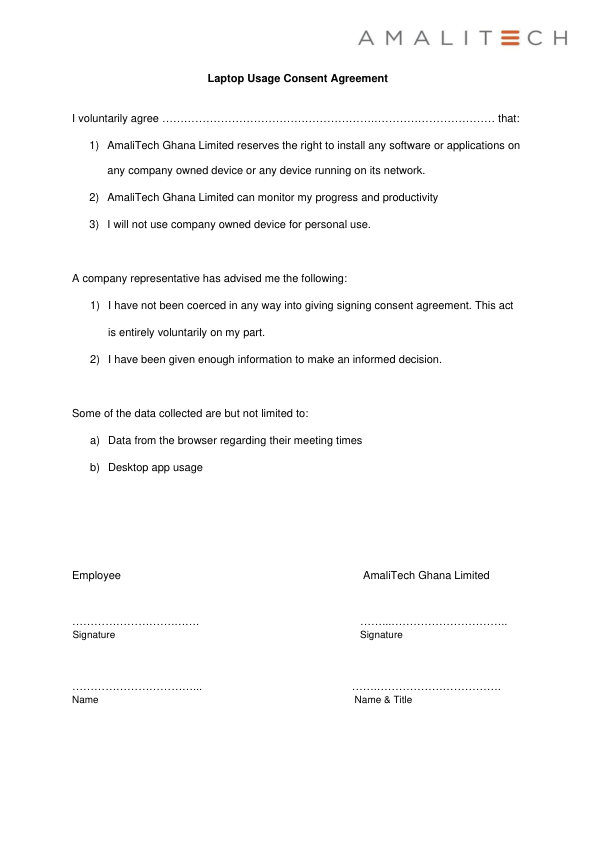 AMALITECH
Laptop Usage Consent Agreement
I voluntarily agree ………………………………………………….…………………………… that:
1) AmaliTech Ghana Limited reserves the right to install any software or applications on
any company owned device or any device running on its network.
2) AmaliTech Ghana Limited can monitor my progress and productivity
3) I will not use company owned device for personal use.
A company representative has advised me the following:
1) I have not been coerced in any way into giving signing consent agreement. This act
is entirely voluntarily on my part.
2) I have been given enough information to make an informed decision.
Some of the data collected are but not limited to:
a) Data from the browser regarding their meeting times
b) Desktop app usage
Employee AmaliTech Ghana Limited
……………………………. ……...…………………………..
Signature Signature
……………………………... …….……………………………
Name Name & Title